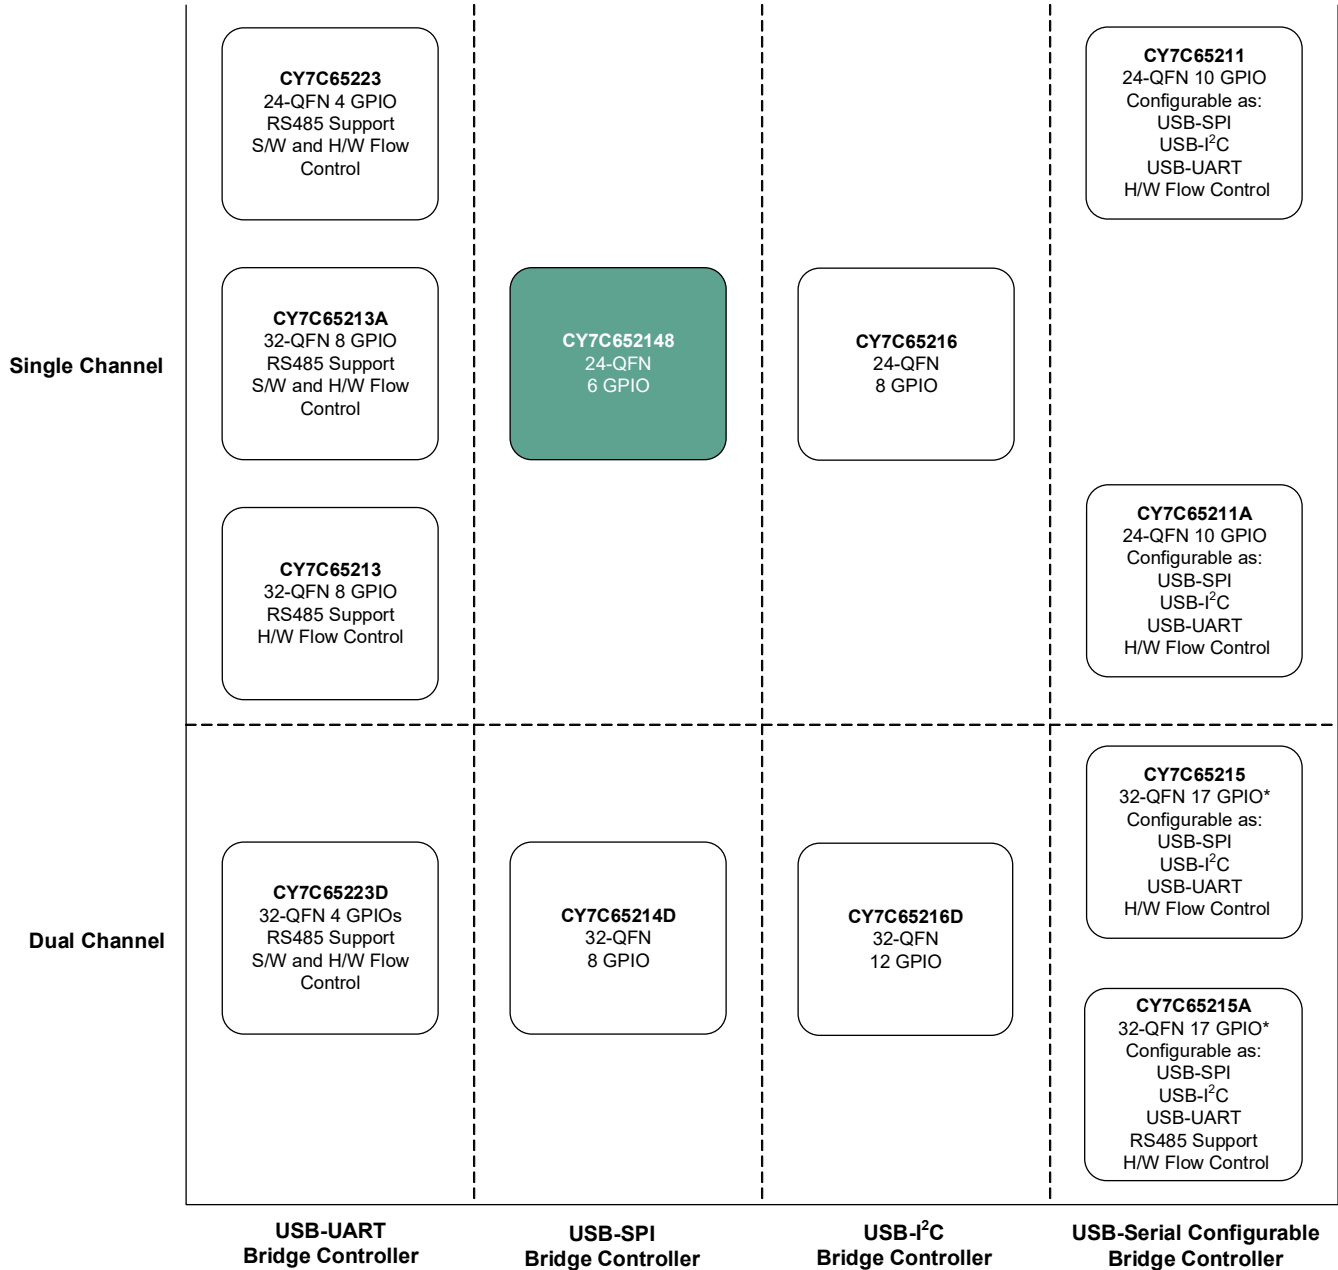 CY7C65223
24-QFN 4 GPIO
RS485 Support
S/W and H/W Flow
Control
CY7C65211
24-QFN 10 GPIO
Configurable as:
USB-SPI
USB-I²C
USB-UART
H/W Flow Control
Single Channel
CY7C65213A
32-QFN 8 GPIO
RS485 Support
S/W and H/W Flow
Control
CY7C652148
24-QFN
6 GPIO
CY7C65216
24-QFN
8 GPIO
CY7C65213
32-QFN 8 GPIO
RS485 Support
H/W Flow Control
CY7C65211A
24-QFN 10 GPIO
Configurable as:
USB-SPI
USB-I²C
USB-UART
H/W Flow Control
Dual Channel
CY7C65223D
32-QFN 4 GPIOs
RS485 Support
S/W and H/W Flow
Control
CY7C65214D
32-QFN
8 GPIO
CY7C65216D
32-QFN
12 GPIO
CY7C65215
32-QFN 17 GPIO*
Configurable as:
USB-SPI
USB-I²C
USB-UART
H/W Flow Control
CY7C65215A
32-QFN 17 GPIO*
Configurable as:
USB-SPI
USB-I²C
USB-UART
RS485 Support
H/W Flow Control
USB-UART
Bridge Controller
USB-SPI
Bridge Controller
USB-I²C
Bridge Controller
USB-Serial Configurable
Bridge Controller